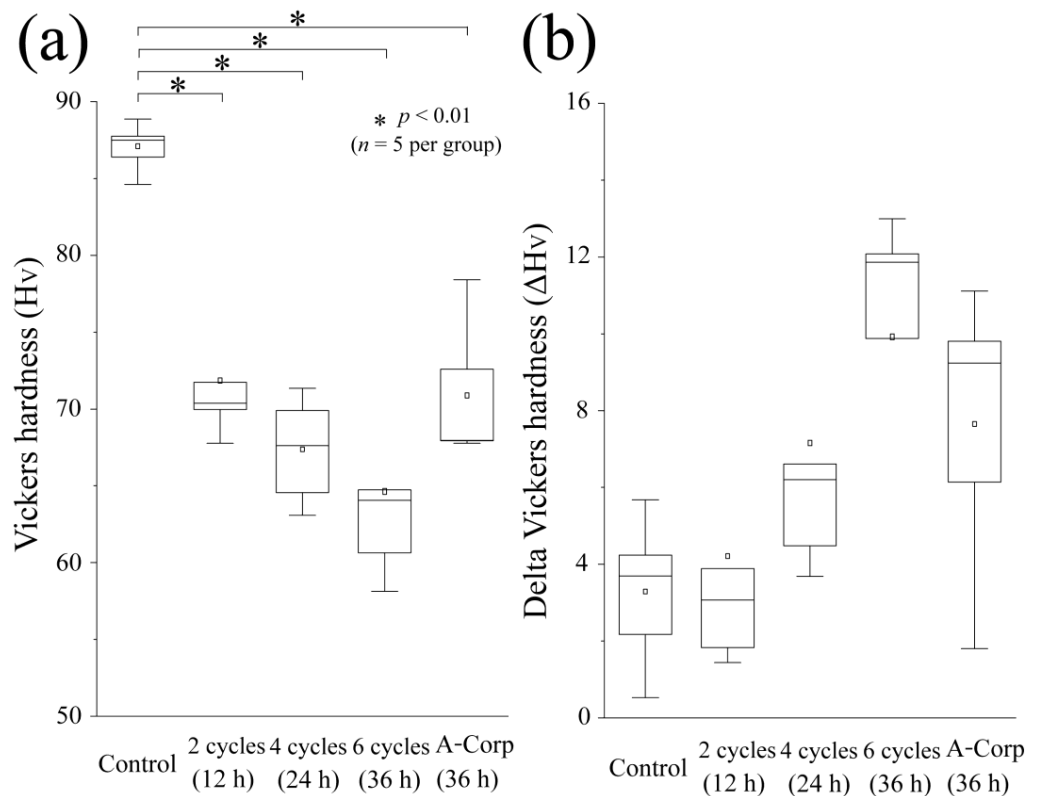 (a)
*
*
*
*
* p < 0.01
(n = 5 per group)
Vickers hardness (Hv)
90
80
70
60
50
Control
2 cycles
(12 h)
4 cycles
(24 h)
6 cycles
(36 h)
A-Corp
(36 h)
(b)
Delta Vickers hardness (ΔHv)
16
12
8
4
0
Control
2 cycles
(12 h)
4 cycles
(24 h)
6 cycles
(36 h)
A-Corp
(36 h)